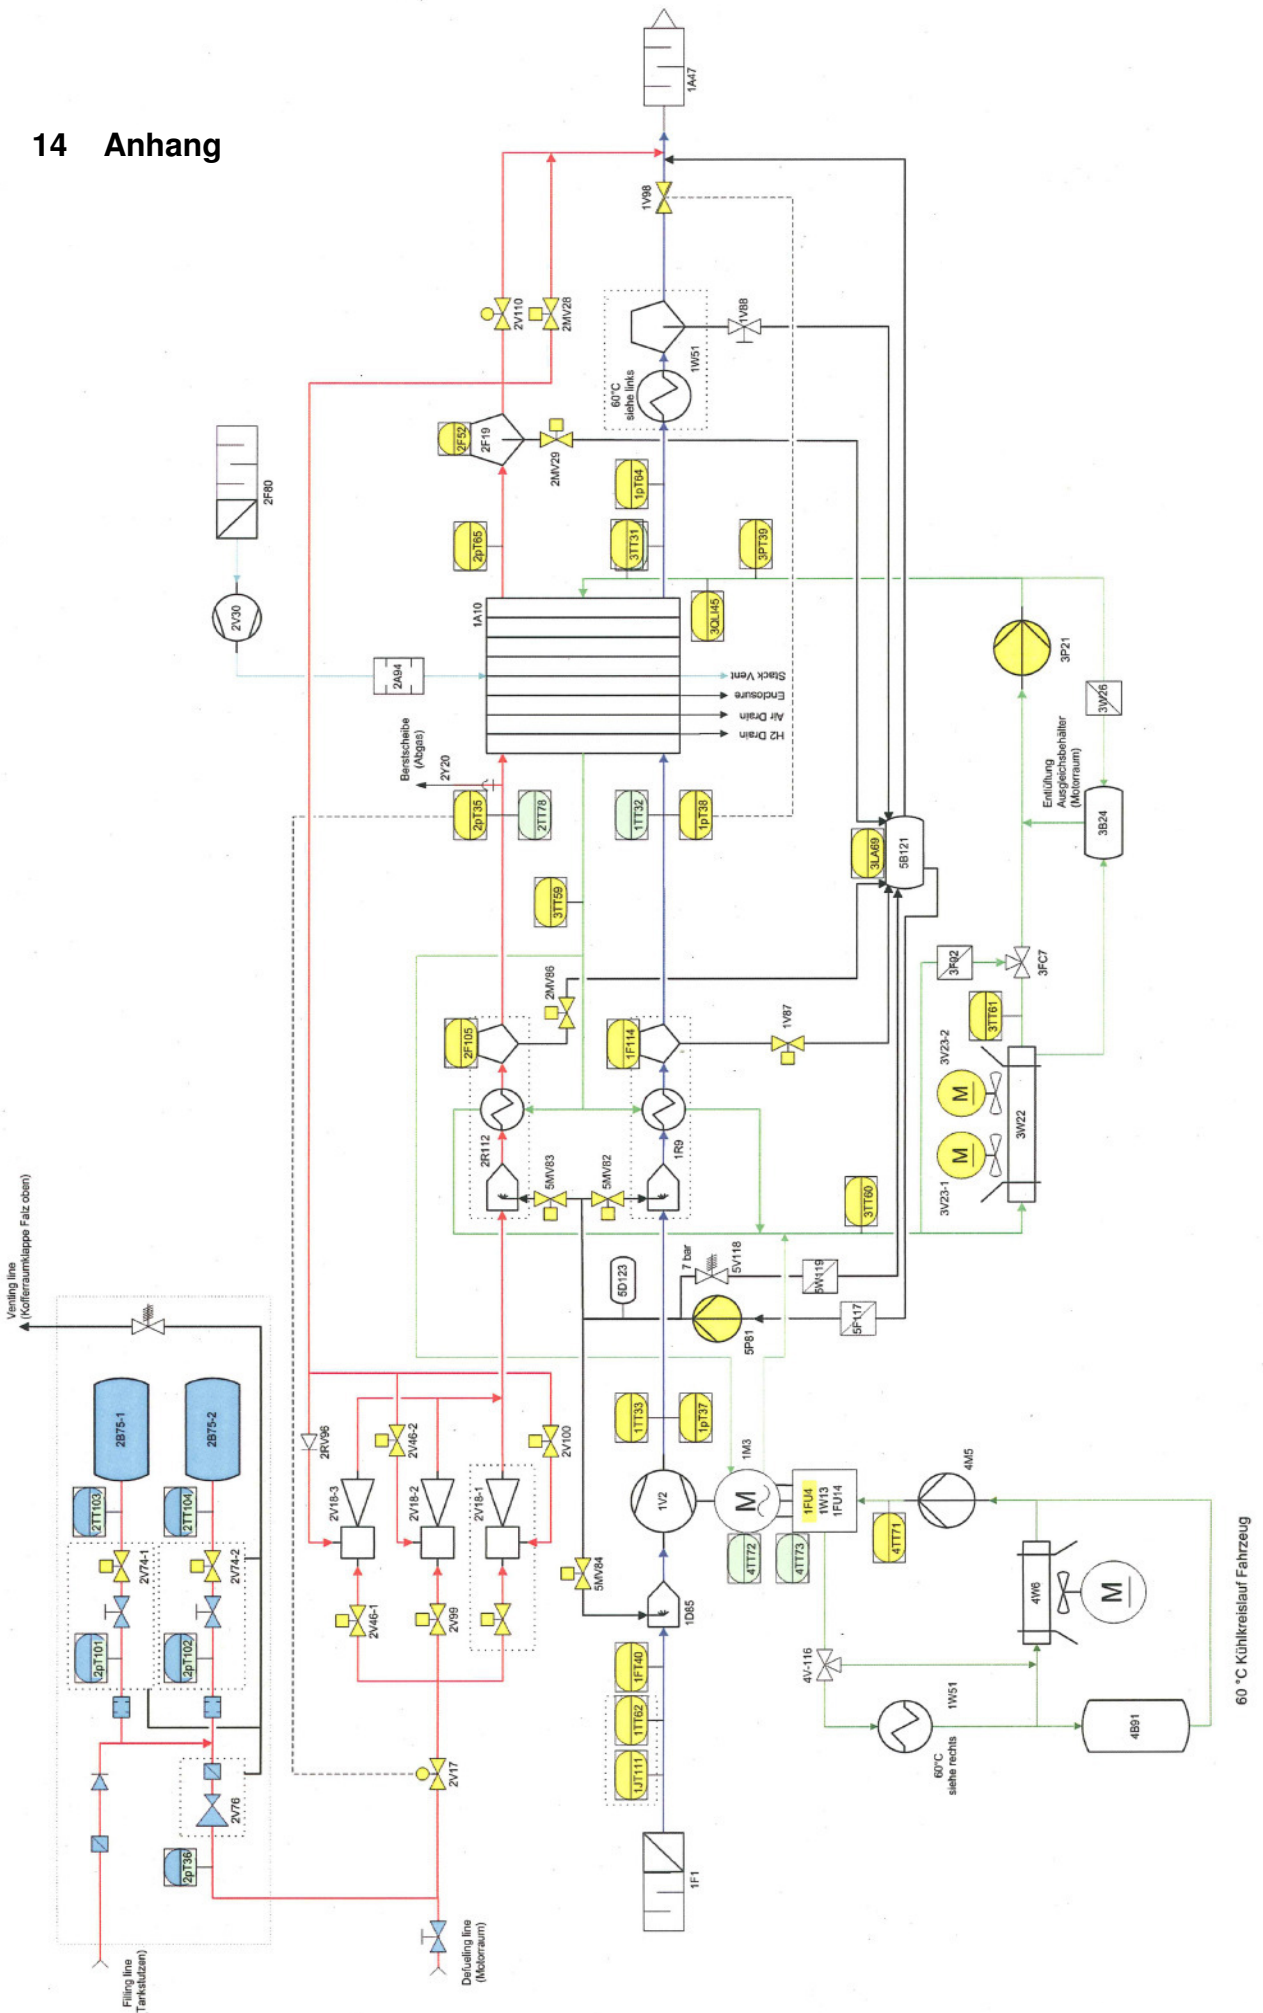 14 Anhang
1A47
1V98
2V110
2MV28
60°C
siehe links
1W51
1V88
2F52
2F19
2MV29
2F80
2V30
2A94
2pT65
1pT64
3TT31
3PT39
3QLI45
1A10
Stack Vent
Enclosure
Air Drain
H2 Drain
Berstscheibe
(Abgas)
2Y20
2pT35
2TT78
1TT32
1pT38
3P21
3W26
Entlüftung
Ausgleichsbehälter
(Motorraum)
3B24
3LA69
5B121
3TT59
2MV86
2F105
1F114
1V87
3F92
3FC7
3TT61
3V23-2
3V23-1
M
M
3W22
2R112
1R9
5MV83
5MV82
3TT60
7 bar
5V118
5W119
5F117
5D123
5P81
Venting line
(Kofferraumklappe Falz oben)
2B75-1
2B75-2
2TT103
2TT104
2V74-1
2V74-2
2pT101
2pT102
2V76
2pT36
Filling line
Tankstutzen)
Defueling line
(Motorraum)
2RV96
2V46-2
2V100
2V18-3
2V18-2
2V18-1
2V46-1
2V99
2V17
5MV84
1TT33
1pT37
1V2
1M3
M
1FU4
1W13
1FU14
4TT72
4TT73
4TT71
4M5
4W6
M
1D85
1FT40
1TT62
1JT111
1F1
4V-116
1W51
60°C
siehe rechts
4B91
60 °C Kühlkreislauf Fahrzeug